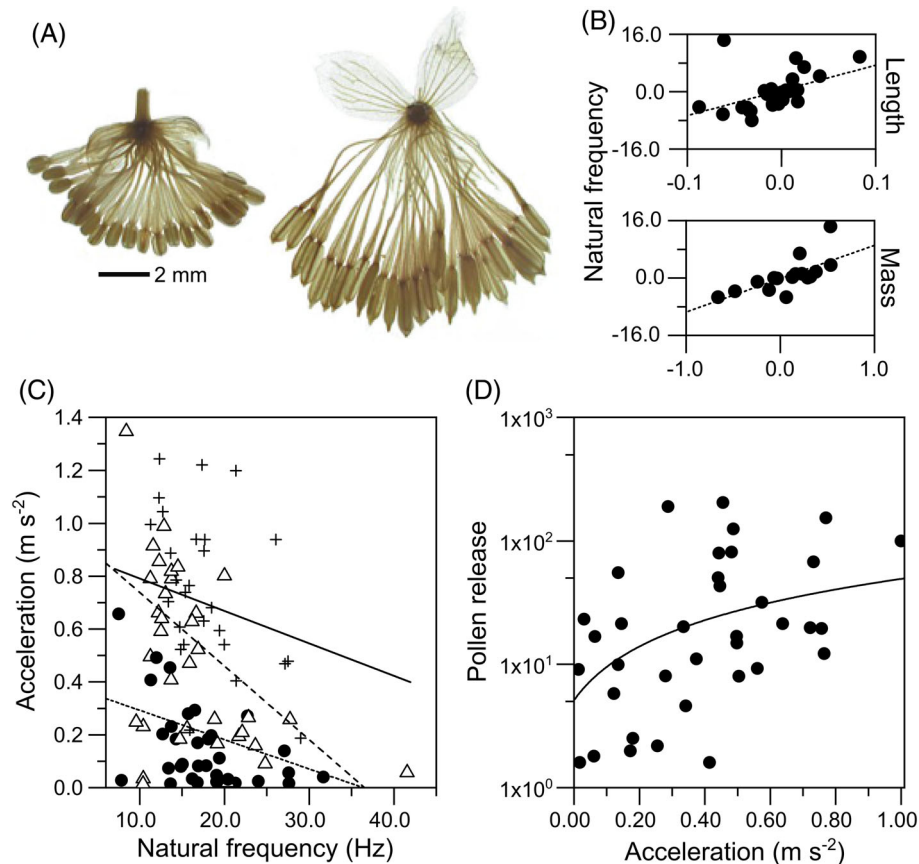 (A)
2 mm
(B)
16.0
0.0
-16.0
-0.1 0.0 0.1
Length
Natural frequency
16.0
0.0
-16.0
-1.0 0.0 1.0
Mass
(C)
1.4
1.2
1.0
0.8
0.6
0.4
0.2
0.0
Acceleration (m s⁻²)
10.0 20.0 30.0 40.0
Natural frequency (Hz)
(D)
1x10³
1x10²
1x10¹
1x10⁰
Pollen release
0.00 0.20 0.40 0.60 0.80 1.00
Acceleration (m s⁻²)